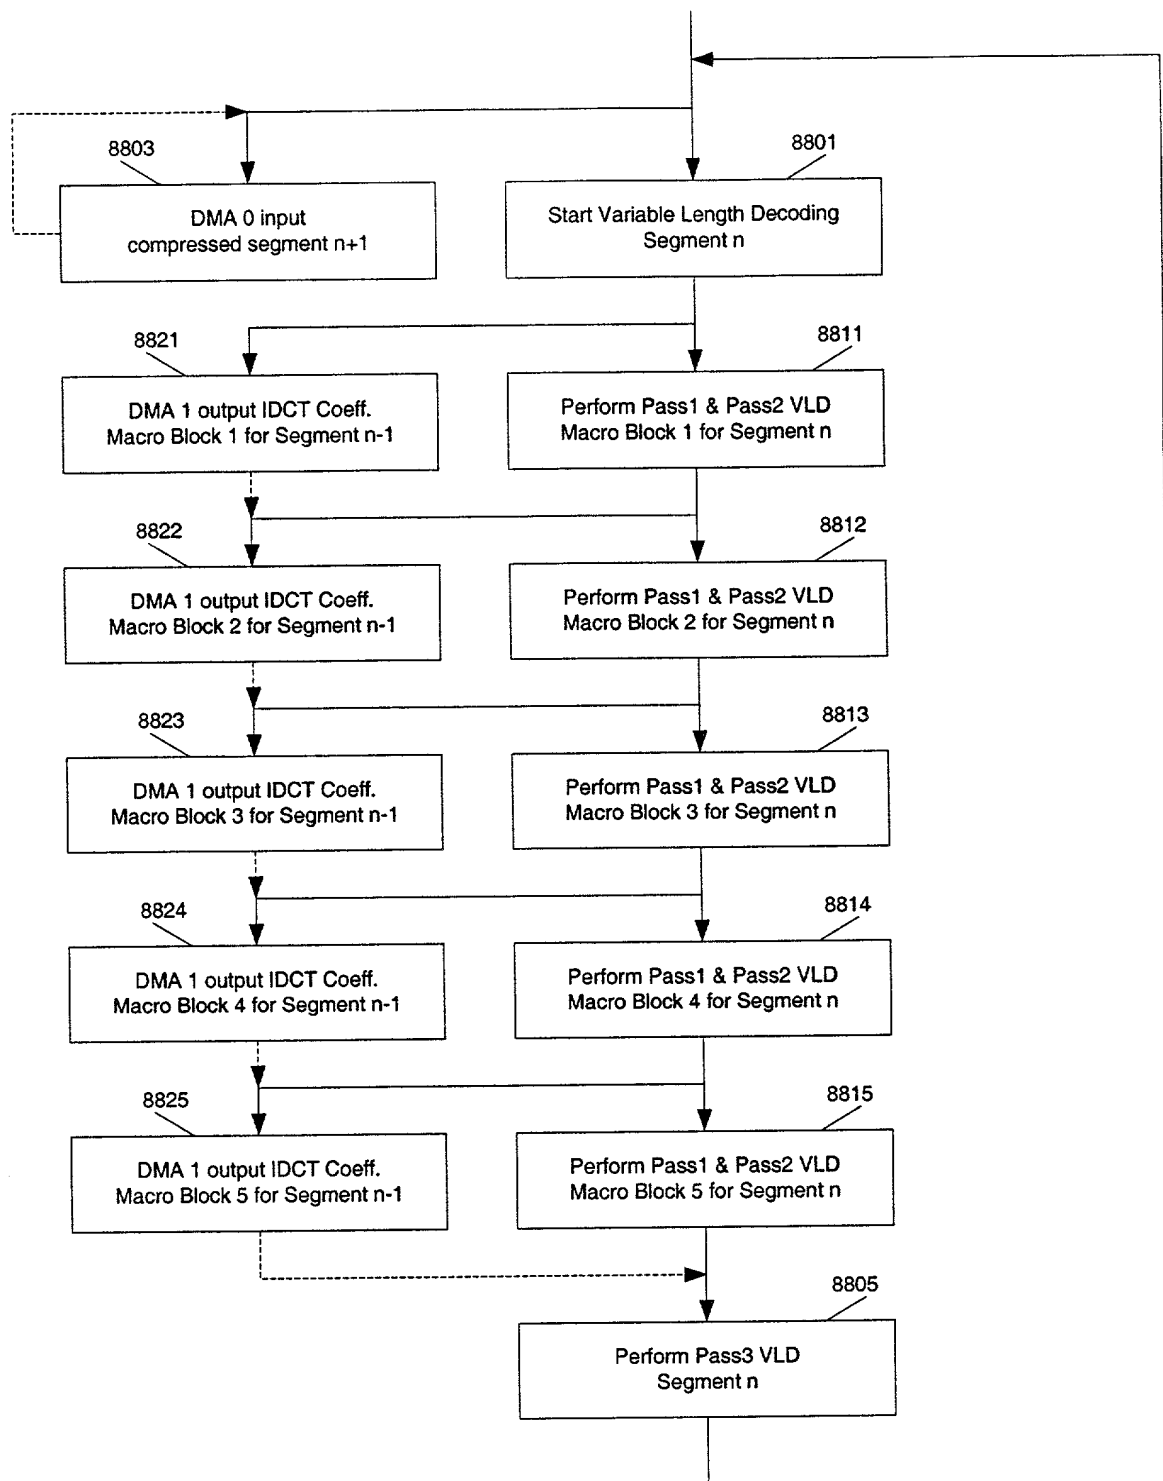 8803
8801
DMA 0 input
compressed segment n+1
Start Variable Length Decoding
Segment n
8821
8811
DMA 1 output IDCT Coeff.
Macro Block 1 for Segment n-1
Perform Pass1 & Pass2 VLD
Macro Block 1 for Segment n
8822
8812
DMA 1 output IDCT Coeff.
Macro Block 2 for Segment n-1
Perform Pass1 & Pass2 VLD
Macro Block 2 for Segment n
8823
8813
DMA 1 output IDCT Coeff.
Macro Block 3 for Segment n-1
Perform Pass1 & Pass2 VLD
Macro Block 3 for Segment n
8824
8814
DMA 1 output IDCT Coeff.
Macro Block 4 for Segment n-1
Perform Pass1 & Pass2 VLD
Macro Block 4 for Segment n
8825
8815
DMA 1 output IDCT Coeff.
Macro Block 5 for Segment n-1
Perform Pass1 & Pass2 VLD
Macro Block 5 for Segment n
8805
Perform Pass3 VLD
Segment n